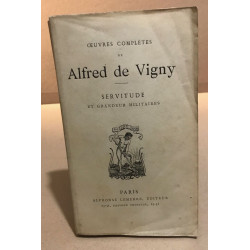 ŒUVRES COMPLÈTES
DE
Alfred de Vigny
SERVITUDE
ET GRANDEUR MILITAIRES
PARIS
ALPHONSE LEMERRE, ÉDITEUR